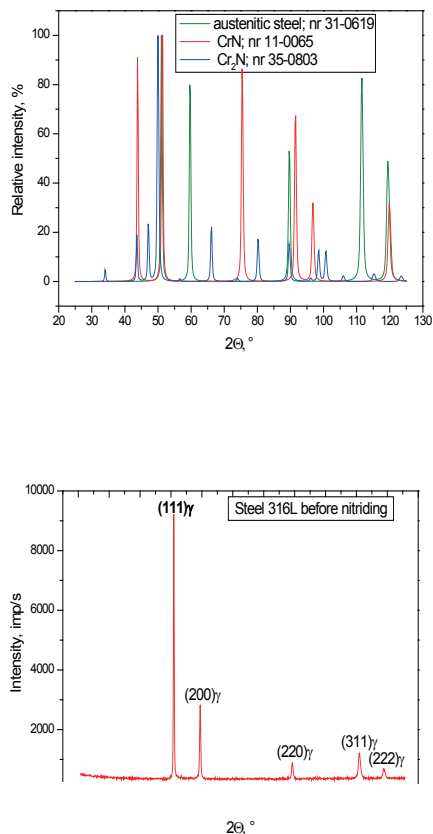 austenitic steel; nr 31-0619
CrN; nr 11-0065
Cr₂N; nr 35-0803
Relative intensity, %
100
80
60
40
20
0
20 30 40 50 60 70 80 90 100 110 120 130
2Θ, °
Steel 316L before nitriding
Intensity, imp/s
10000
8000
6000
4000
2000
(111)γ
(200)γ
(220)γ
(311)γ
(222)γ
2Θ, °